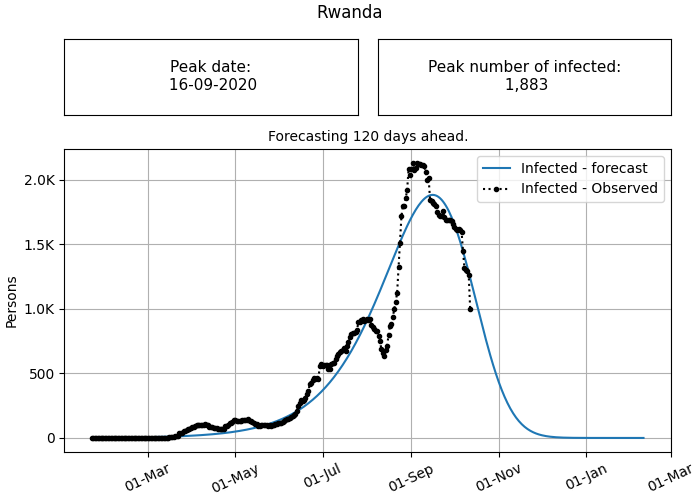 Rwanda
Peak date:
16-09-2020
Peak number of infected:
1,883
Forecasting 120 days ahead.
Infected - forecast
Infected - Observed
Persons
2.0K
1.5K
1.0K
500
0
01-Mar
01-May
01-Jul
01-Sep
01-Nov
01-Jan
01-Mar